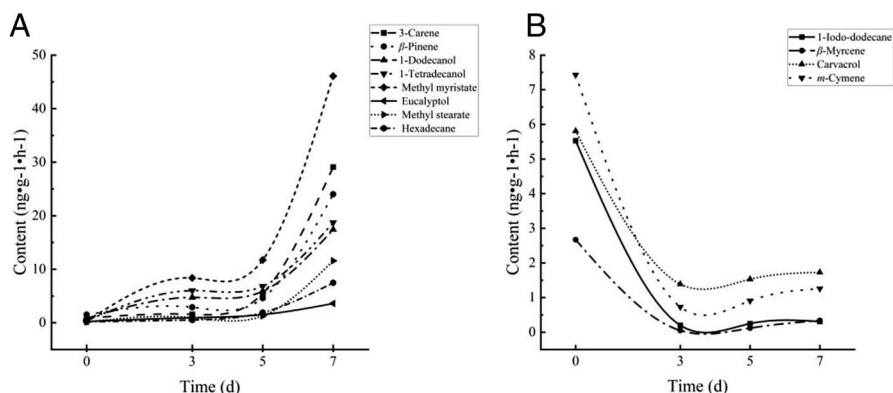 A
3-Carene
β-Pinene
1-Dodecanol
1-Tetradecanol
Methyl myristate
Eucalyptol
Methyl stearate
Hexadecane
50
40
30
20
10
0
Content (ng•g-1•h-1)
0 3 5 7
Time (d)
B
1-Iodo-dodecane
β-Myrcene
Carvacrol
m-Cymene
8
7
6
5
4
3
2
1
0
Content (ng•g-1•h-1)
0 3 5 7
Time (d)